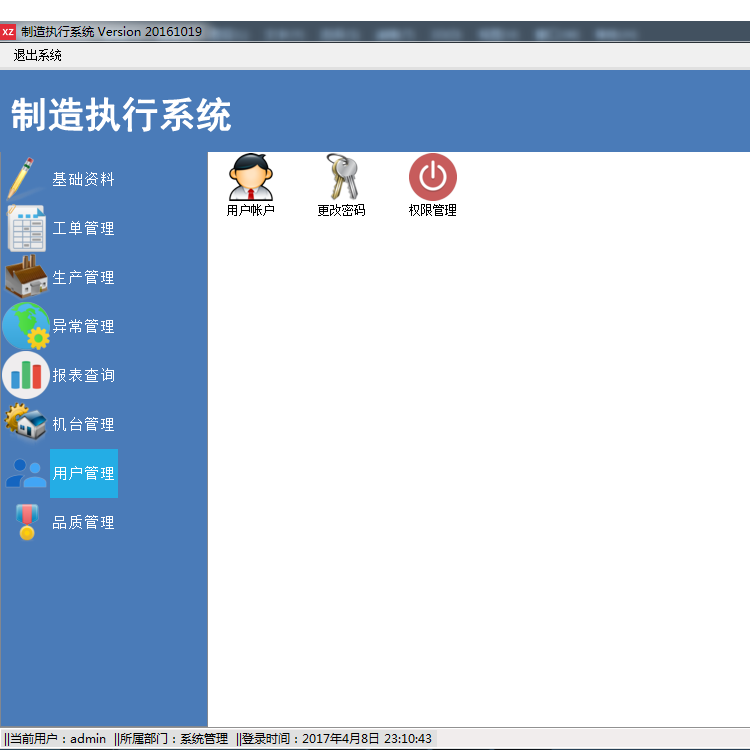 XZ 制造执行系统 Version 20161019
退出系统
制造执行系统
基础资料
工单管理
生产管理
异常管理
报表查询
机台管理
用户管理
品质管理
用户帐户 更改密码 权限管理
||当前用户：admin ||所属部门：系统管理 ||登录时间：2017年4月8日 23:10:43